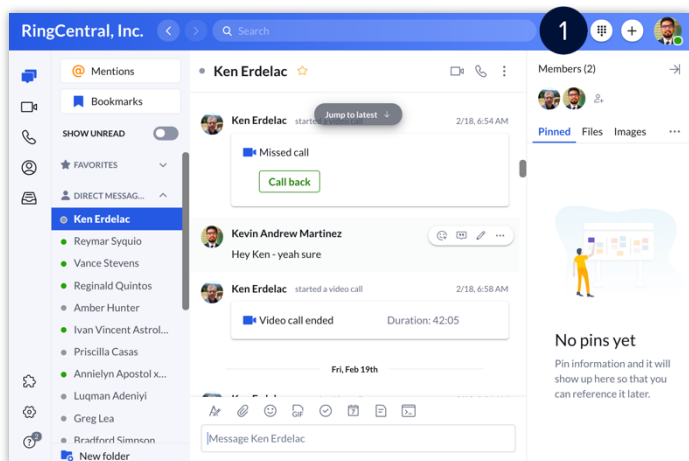 RingCentral, Inc.
Search
1
Mentions
Bookmarks
SHOW UNREAD
FAVORITES
DIRECT MESSAG...
Ken Erdelac
Reymar Syquio
Vance Stevens
Reginald Quintos
Amber Hunter
Ivan Vincent Astrol...
Priscilla Casas
Annielyn Apostol x...
Luqman Adeniyi
Greg Lea
Bradford Simpson
New folder
2
Ken Erdelac
Jump to latest
Ken Erdelac started a video call 2/18, 6:54 AM
Missed call
Call back
Kevin Andrew Martinez
Hey Ken - yeah sure
Ken Erdelac started a video call 2/18, 6:58 AM
Video call ended Duration: 42:05
Fri, Feb 19th
GIF
Message Ken Erdelac
Members (2)
Pinned Files Images ...
No pins yet
Pin information and it will
show up here so that you
can reference it later.